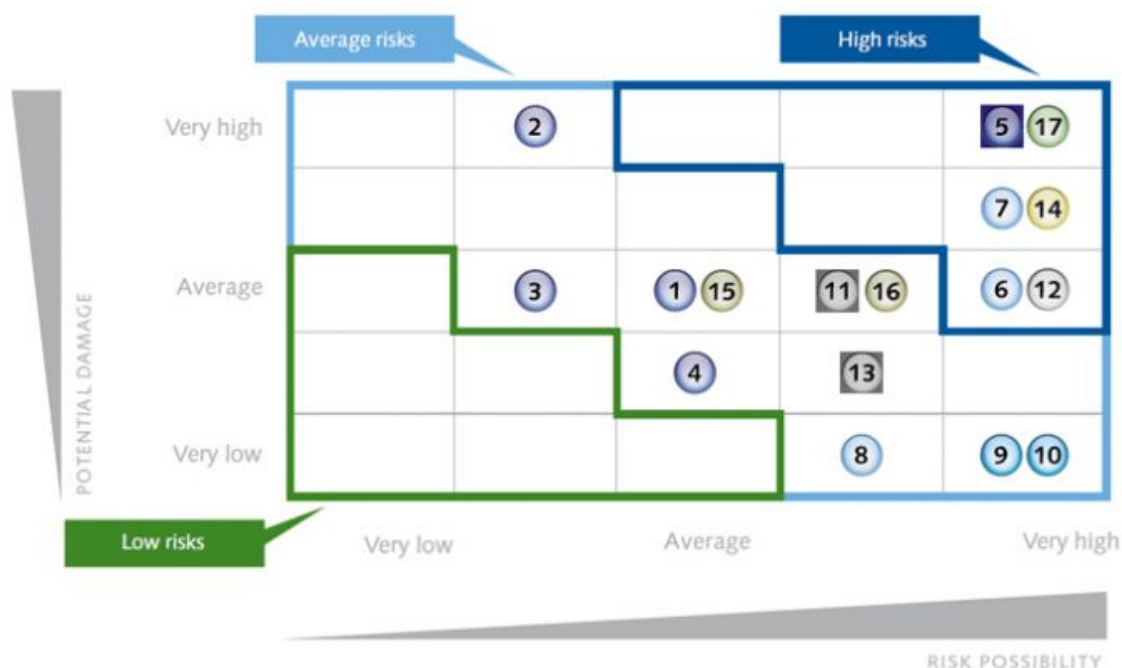 Average risks High risks
Very high 2 5 17
7 14
Average 3 1 15 11 16 6 12
4 13
Very low 8 9 10
POTENTIAL DAMAGE
Low risks
Very low Average Very high
RISK POSSIBILITY